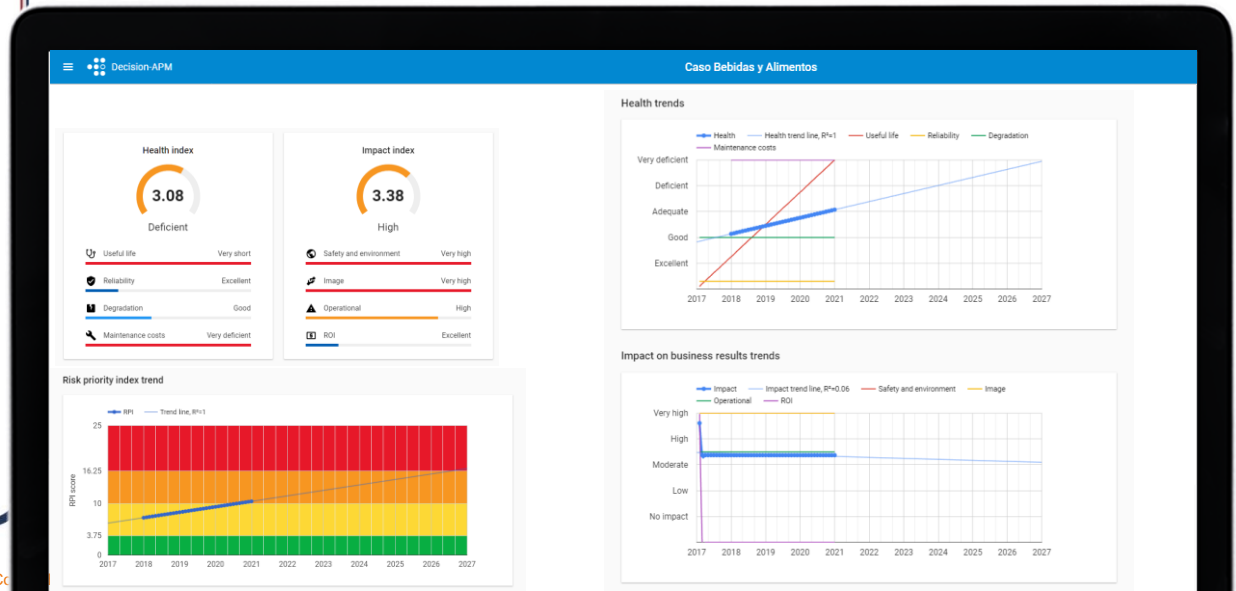 Decision-APM
Caso Bebidas y Alimentos
Health index
3.08
Deficient
Useful life Very short
Reliability Excellent
Degradation Good
Maintenance costs Very deficient
Impact index
3.38
High
Safety and environment Very high
Image Very high
Operational High
ROI Excellent
Risk priority index trend
RPI Trend line, R²=1
RPI score
25
16.25
10
3.75
0
2017 2018 2019 2020 2021 2022 2023 2024 2025 2026 2027
Health trends
Health Health trend line, R²=1 Useful life Reliability Degradation
Maintenance costs
Very deficient
Deficient
Adequate
Good
Excellent
2017 2018 2019 2020 2021 2022 2023 2024 2025 2026 2027
Impact on business results trends
Impact Impact trend line, R²=0.06 Safety and environment Image
Operational ROI
Very high
High
Moderate
Low
No impact
2017 2018 2019 2020 2021 2022 2023 2024 2025 2026 2027